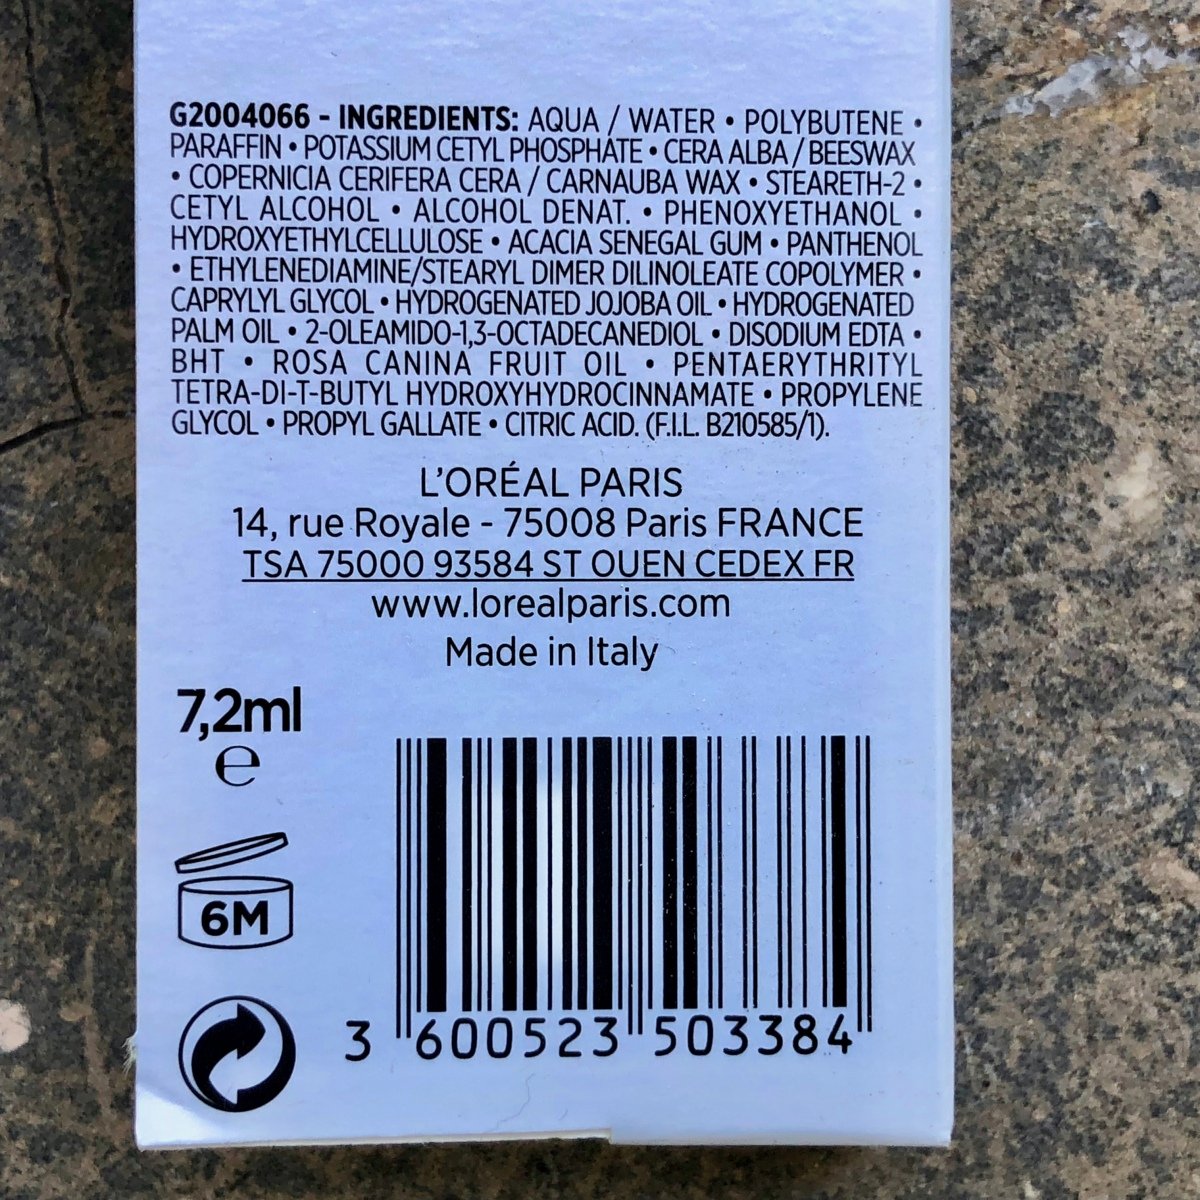 G2004066 - INGREDIENTS: AQUA / WATER • POLYBUTENE •
PARAFFIN • POTASSIUM CETYL PHOSPHATE • CERA ALBA / BEESWAX
• COPERNICIA CERIFERA CERA / CARNAUBA WAX • STEARETH-2 •
CETYL ALCOHOL • ALCOHOL DENAT. • PHENOXYETHANOL •
HYDROXYETHYLCELLULOSE • ACACIA SENEGAL GUM • PANTHENOL
• ETHYLENEDIAMINE/STEARYL DIMER DILINOLEATE COPOLYMER •
CAPRYLYL GLYCOL • HYDROGENATED JOJOBA OIL • HYDROGENATED
PALM OIL • 2-OLEAMIDO-1,3-OCTADECANEDIOL • DISODIUM EDTA •
BHT • ROSA CANINA FRUIT OIL • PENTAERYTHRITYL
TETRA-DI-T-BUTYL HYDROXYHYDROCINNAMATE • PROPYLENE
GLYCOL • PROPYL GALLATE • CITRIC ACID. (F.I.L. B210585/1).
L'ORÉAL PARIS
14, rue Royale - 75008 Paris FRANCE
TSA 75000 93584 ST OUEN CEDEX FR
www.lorealparis.com
Made in Italy
7,2ml
℮
6M
3 600523 503384